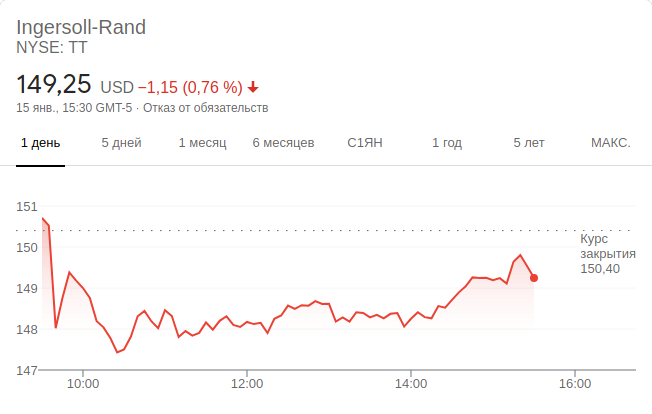 Ingersoll-Rand
NYSE: TT
149,25 USD −1,15 (0,76 %)
15 янв., 15:30 GMT-5 · Отказ от обязательств
1 день 5 дней 1 месяц 6 месяцев С1ЯН 1 год 5 лет МАКС.
151
150
149
148
147
Курс
закрытия
150,40
10:00 12:00 14:00 16:00